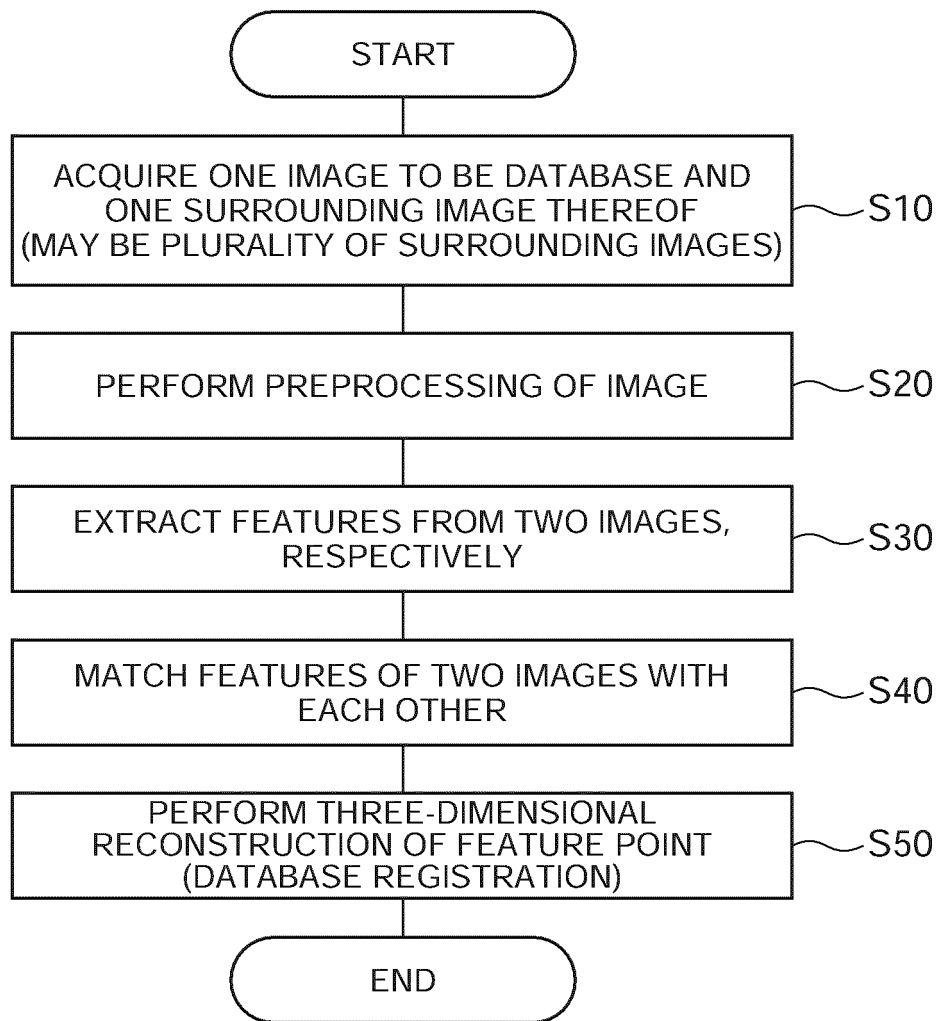 START
ACQUIRE ONE IMAGE TO BE DATABASE AND
ONE SURROUNDING IMAGE THEREOF
(MAY BE PLURALITY OF SURROUNDING IMAGES)
S10
PERFORM PREPROCESSING OF IMAGE
S20
EXTRACT FEATURES FROM TWO IMAGES,
RESPECTIVELY
S30
MATCH FEATURES OF TWO IMAGES WITH
EACH OTHER
S40
PERFORM THREE-DIMENSIONAL
RECONSTRUCTION OF FEATURE POINT
(DATABASE REGISTRATION)
S50
END